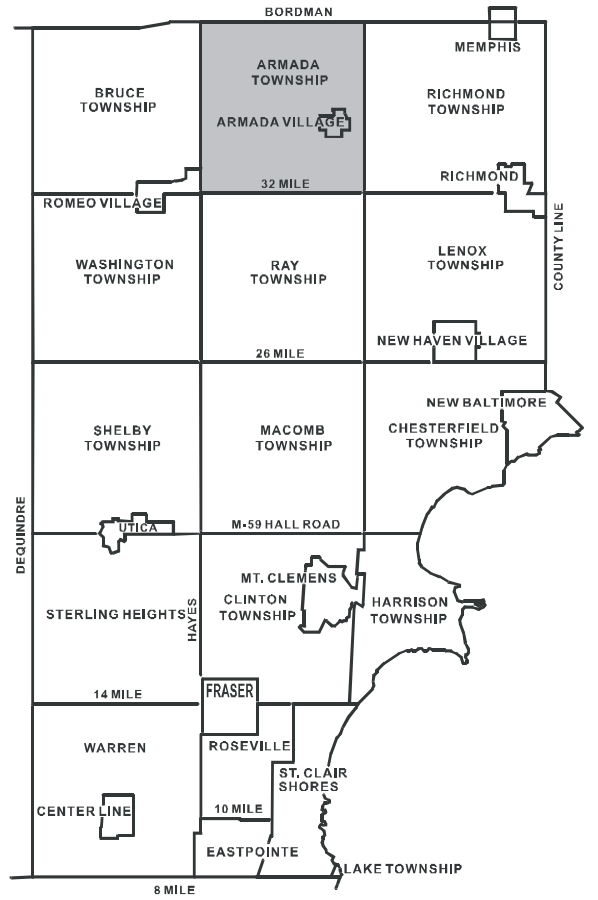 BORDMAN
MEMPHIS
ARMADA
TOWNSHIP
BRUCE
TOWNSHIP
RICHMOND
TOWNSHIP
ARMADA VILLAGE
RICHMOND
32 MILE
ROMEO VILLAGE
COUNTY LINE
WASHINGTON
TOWNSHIP
RAY
TOWNSHIP
LENOX
TOWNSHIP
NEW HAVEN VILLAGE
26 MILE
NEW BALTIMORE
SHELBY
TOWNSHIP
MACOMB
TOWNSHIP
CHESTERFIELD
TOWNSHIP
DEQUINDRE
UTICA
M-59 HALL ROAD
MT. CLEMENS
CLINTON
TOWNSHIP
HARRISON
TOWNSHIP
STERLING HEIGHTS
HAYES
14 MILE
FRASER
WARREN
ROSEVILLE
ST. CLAIR
SHORES
CENTER LINE
10 MILE
EASTPOINTE
LAKE TOWNSHIP
8 MILE